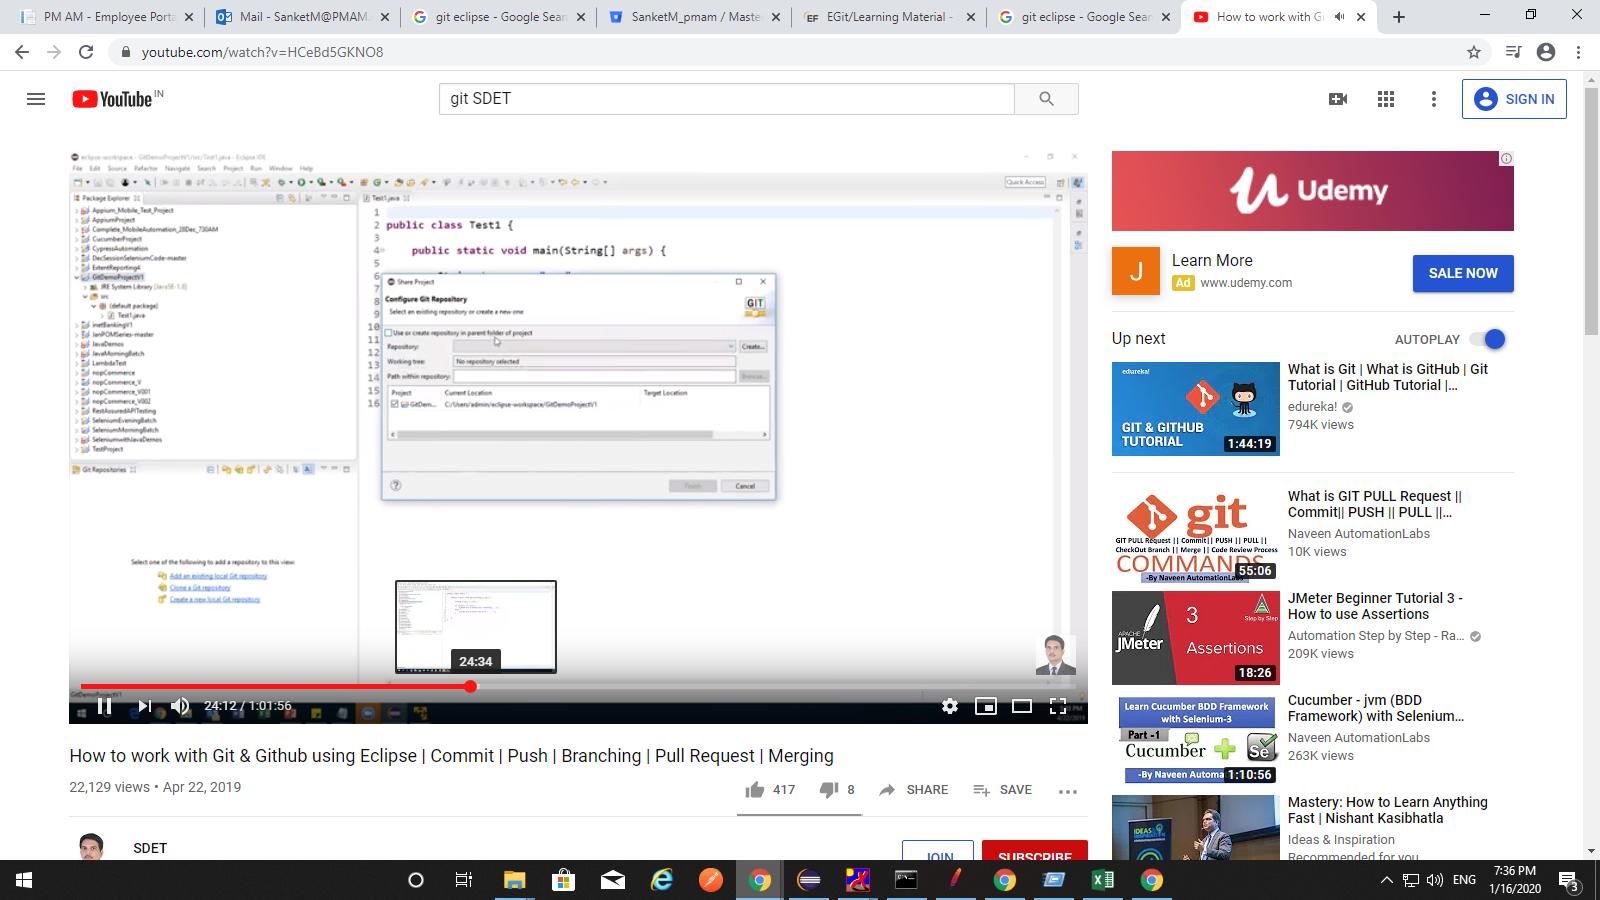 PM AM - Employee Porta
Mail - SanketM@PMAM.
git eclipse - Google Sear
SanketM_pmam / Maste
EGit/Learning Material -
git eclipse - Google Sear
How to work with Gi
youtube.com/watch?v=HCeBd5GKNO8
YouTube IN
git SDET
SIGN IN
eclipse-workspace - GitDemoProjectV1/src/Test1.java - Eclipse IDE
File Edit Source Refactor Navigate Search Project Run Window Help
Quick Access
Package Explorer
Test1.java
Appium_Mobile_Test_Project
AppiumProject
Complete_MobileAutomation_28Dec_730AM
CucumberProject
CypressAutomation
DecSessionSeleniumCode-master
ExtentReporting4
GitDemoProjectV1
JRE System Library [JavaSE-1.8]
src
(default package)
Test1.java
inetBankingV1
JanPOMSeries-master
JavaDemos
JavaMorningBatch
LambdaTest
nopCommerce
nopCommerce_V
nopCommerce_V001
nopCommerce_V002
RestAssuredAPITesting
SeleniumEveningBatch
SeleniumMorningBatch
SeleniumwithJavaDemos
TestProject
1
2 public class Test1 {
3
4 public static void main(String[] args) {
5
6
7
8
9
10
11
12
13
14
15
16
Share Project
Configure Git Repository
Select an existing repository or create a new one
GIT
Use or create repository in parent folder of project
Repository:
Create...
Working tree: No repository selected
Path within repository:
Browse...
Project Current Location Target Location
GitDem... C:/Users/admin/eclipse-workspace/GitDemoProjectV1
Finish Cancel
Git Repositories
Select one of the following to add a repository to this view:
Add an existing local Git repository
Clone a Git repository
Create a new local Git repository
24:34
GitDemoProjectV1
24:12 / 1:01:56
How to work with Git & Github using Eclipse | Commit | Push | Branching | Pull Request | Merging
22,129 views • Apr 22, 2019
417 8 SHARE SAVE
SDET
JOIN SUBSCRIBE
Udemy
J
Learn More
Ad www.udemy.com
SALE NOW
Up next
AUTOPLAY
edureka!
GIT & GITHUB
TUTORIAL
1:44:19
What is Git | What is GitHub | Git
Tutorial | GitHub Tutorial |...
edureka!
794K views
git
GIT PULL Request || Commit|| PUSH || PULL ||
CheckOut Branch || Merge || Code Review Process
COMMANDS
-By Naveen AutomationLabs
55:06
What is GIT PULL Request ||
Commit|| PUSH || PULL ||...
Naveen AutomationLabs
10K views
APACHE
JMeter
3
Assertions
Step by Step
18:26
JMeter Beginner Tutorial 3 -
How to use Assertions
Automation Step by Step - Ra...
209K views
Learn Cucumber BDD Framework
with Selenium-3
Part -1
Cucumber
Se
-By Naveen Automa
1:10:56
Cucumber - jvm (BDD
Framework) with Selenium...
Naveen AutomationLabs
263K views
IDEAS
Mastery: How to Learn Anything
Fast | Nishant Kasibhatla
Ideas & Inspiration
Recommended for you
ENG
7:36 PM
1/16/2020
3